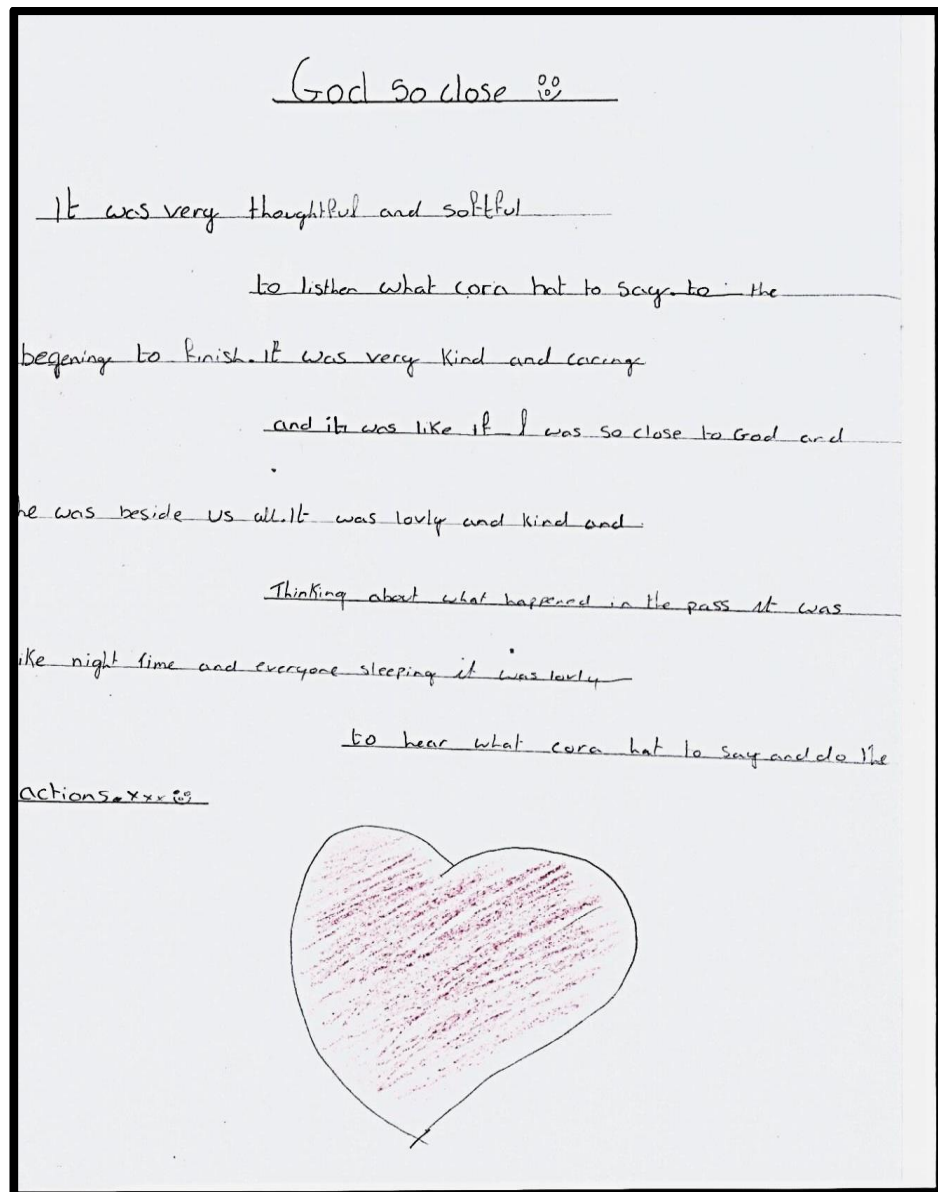 God so close
It was very thoughtful and softful
to listhen what cora hat to say to the
begening to finish. It was very Kind and careing
and it was like if I was so close to God and
he was beside us all. It was lovly and kind and
Thinking about what happened in the pass it was
like night time and everyone sleeping it was lovly
to hear what cora hat to say and do the
actions. xxx